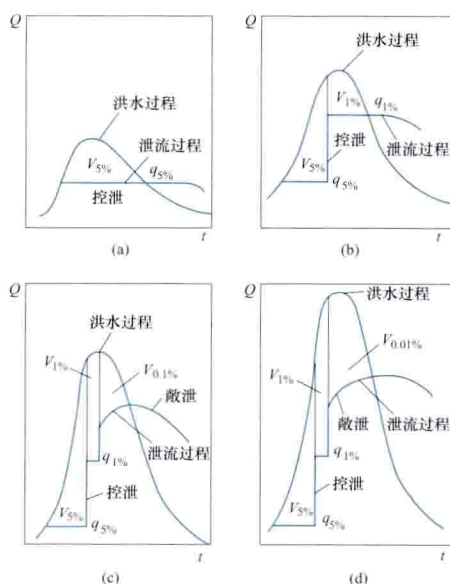 Q
洪水过程
V5%
泄流过程
q5%
控泄
t
(a)
Q
洪水过程
V1%
q1%
V5%
控泄
泄流过程
q5%
t
(b)
Q
洪水过程
V1%
V0.1%
敞泄
泄流过程
q1%
控泄
V5%
q5%
t
(c)
Q
洪水过程
V0.01%
V1%
敞泄
泄流过程
q1%
控泄
V5%
q5%
t
(d)